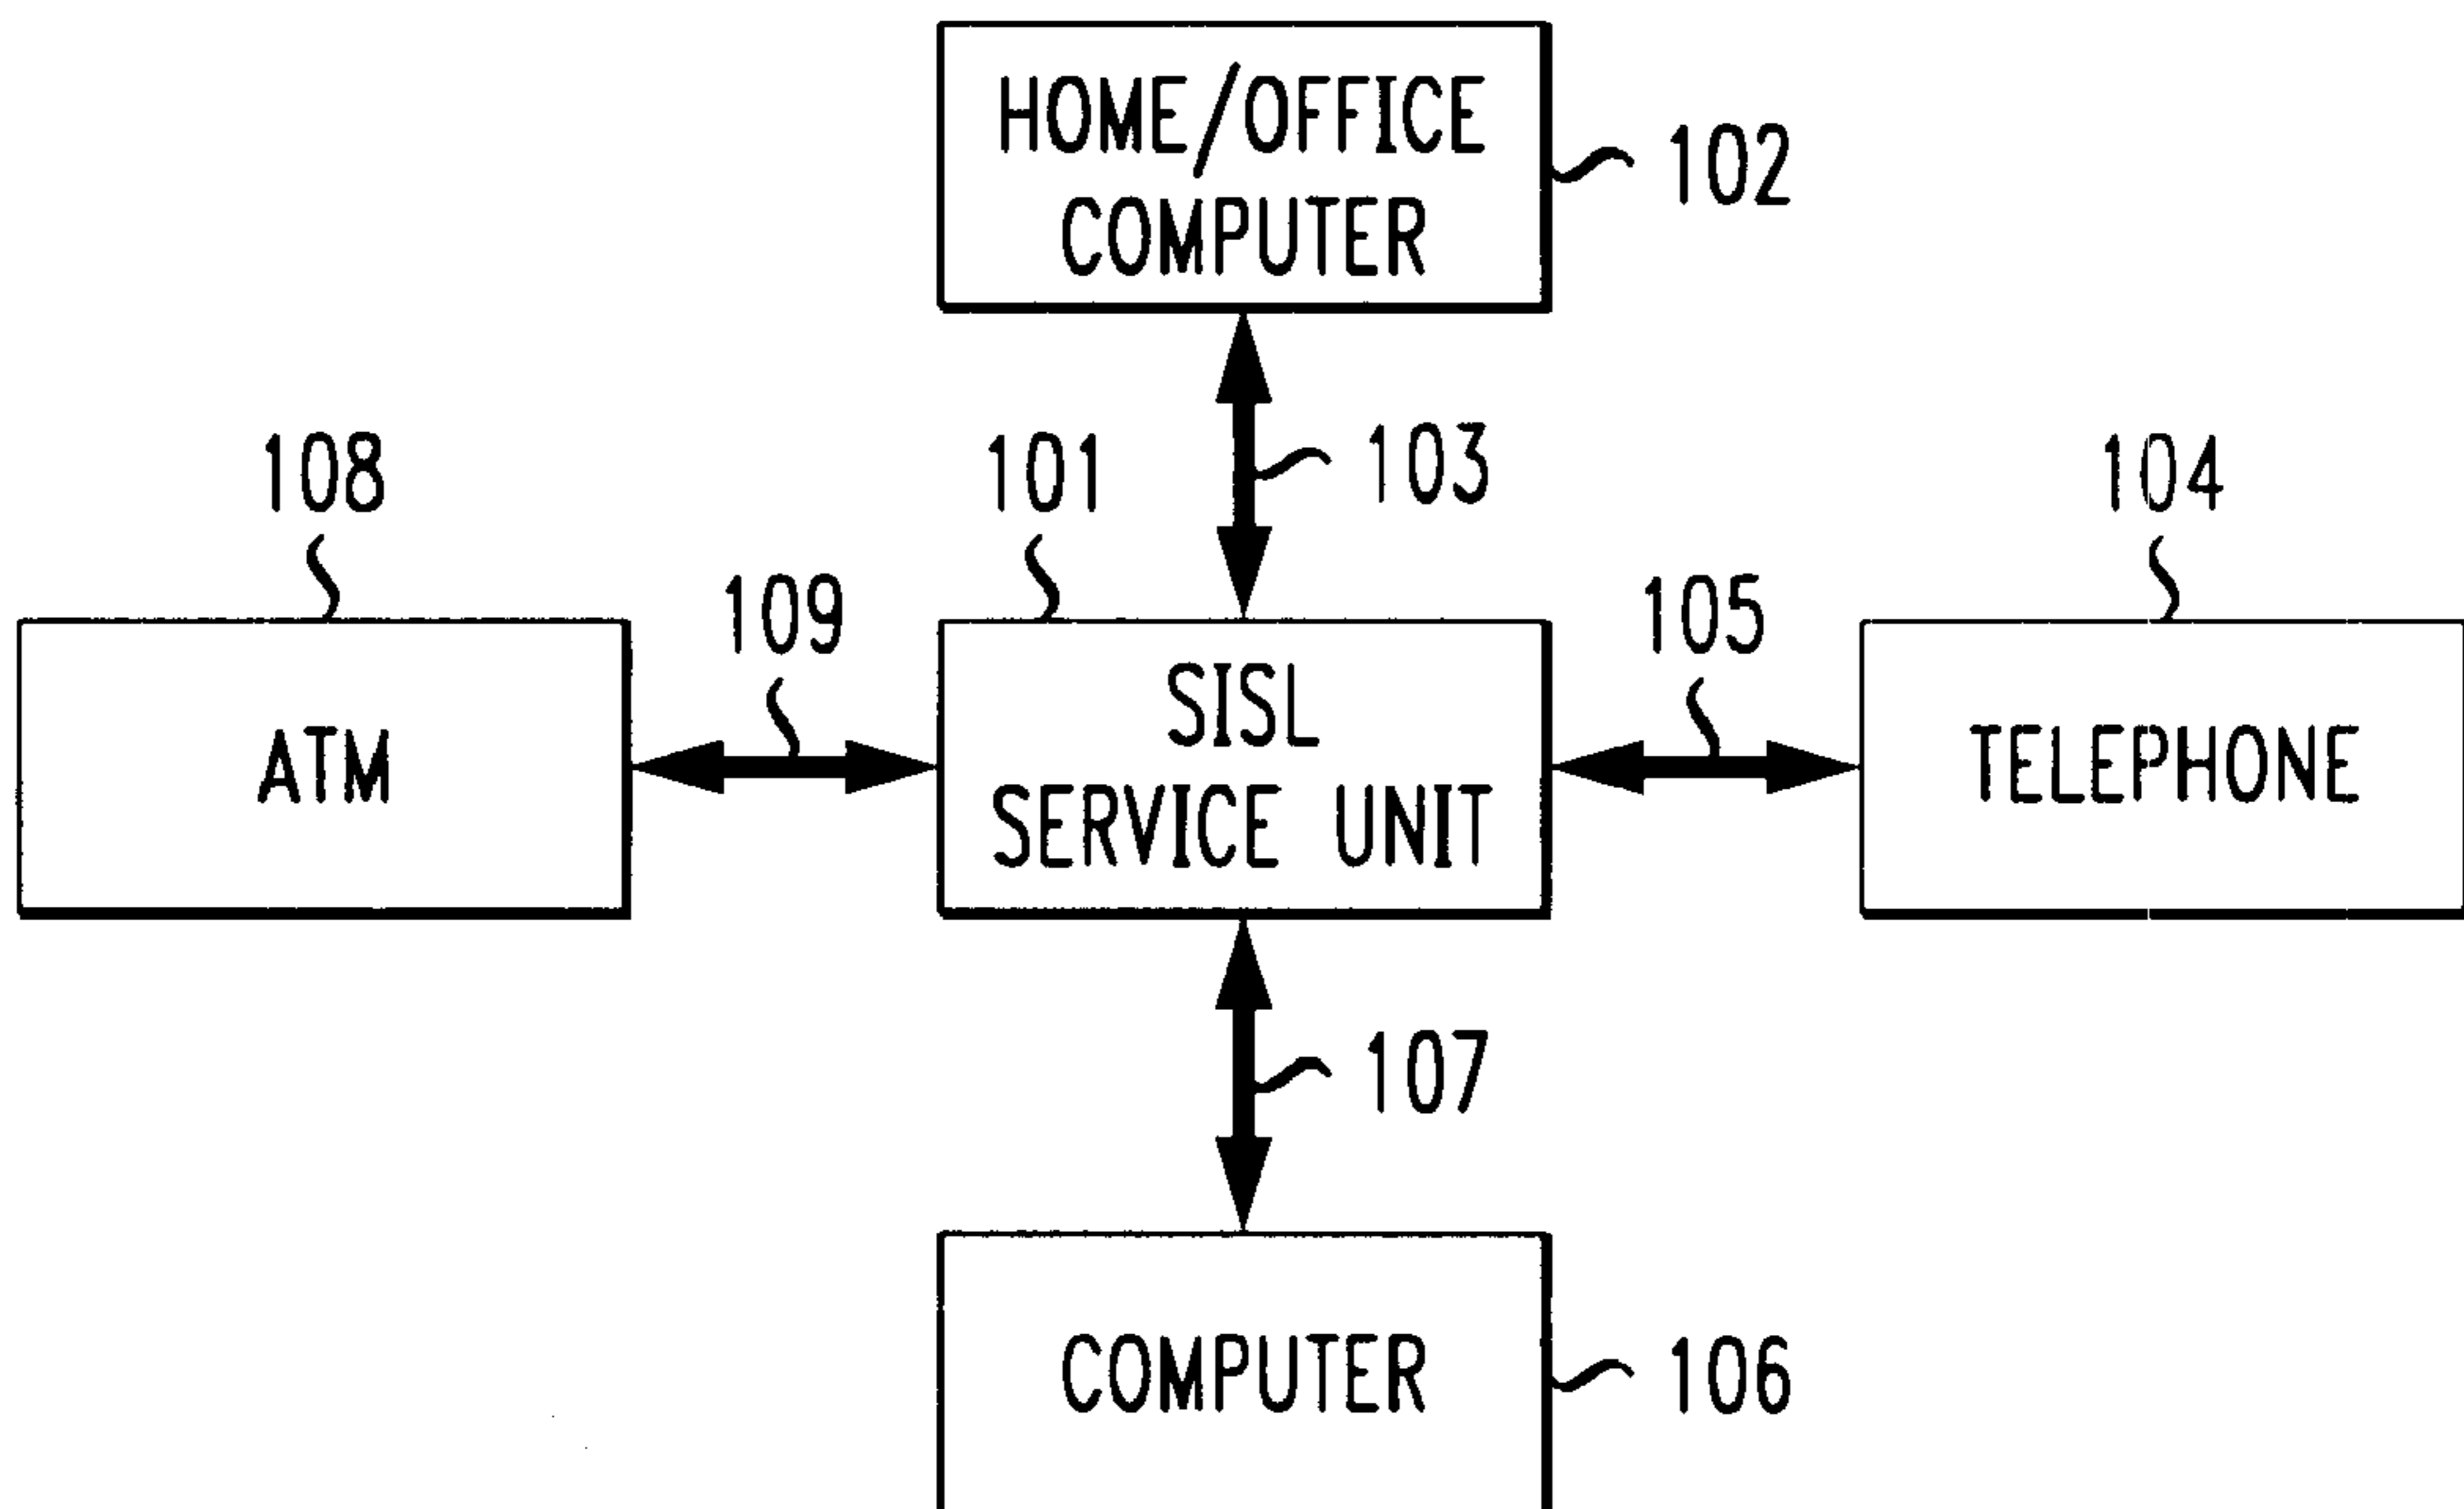 HOME/OFFICE
COMPUTER
102
103
108
101
104
109
105
ATM
SISL
SERVICE UNIT
TELEPHONE
107
COMPUTER
106